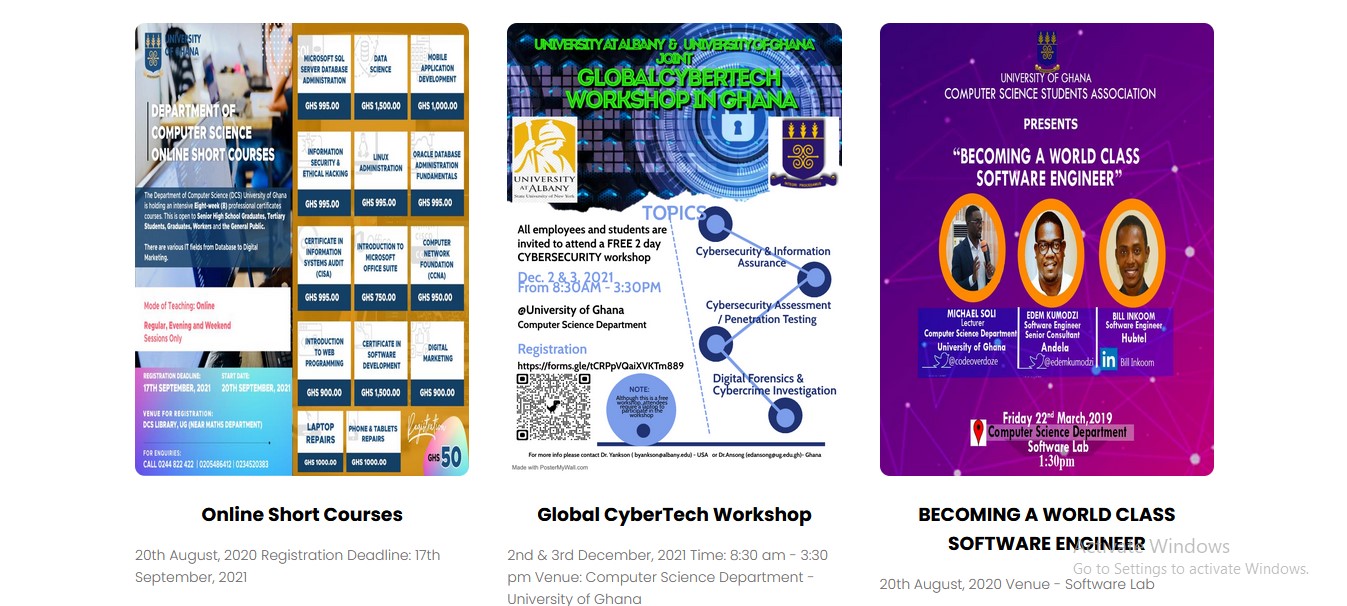 UNIVERSITY
OF GHANA
DEPARTMENT OF
COMPUTER SCIENCE
ONLINE SHORT COURSES
The Department of Computer Science (DCS) University of Ghana
is holding an intensive Eight-week (8) professional certificates
courses. This is open to Senior High School Graduates, Tertiary
Students, Graduates, Workers and the General Public.
There are various IT fields from Database to Digital
Marketing.
Mode of Teaching: Online
Regular, Evening and Weekend
Sessions Only
REGISTRATION DEADLINE: START DATE:
17TH SEPTEMBER, 2021 20TH SEPTEMBER, 2021
VENUE FOR REGISTRATION:
DCS LIBRARY, UG (NEAR MATHS DEPARTMENT)
FOR ENQUIRIES:
CALL 0244 822 422 | 0205486412 | 0234520383
MICROSOFT SQL
SERVER DATABASE
ADMINISTRATION
GHS 995.00
DATA
SCIENCE
GHS 1,500.00
MOBILE
APPLICATION
DEVELOPMENT
GHS 1,000.00
INFORMATION
SECURITY &
ETHICAL HACKING
GHS 995.00
LINUX
ADMINISTRATION
GHS 995.00
ORACLE DATABASE
ADMINISTRATION
FUNDAMENTALS
GHS 995.00
CERTIFICATE IN
INFORMATION
SYSTEMS AUDIT
(CISA)
GHS 995.00
INTRODUCTION TO
MICROSOFT
OFFICE SUITE
GHS 750.00
COMPUTER
NETWORK
FOUNDATION
(CCNA)
GHS 950.00
INTRODUCTION
TO WEB
PROGRAMMING
GHS 900.00
CERTIFICATE IN
SOFTWARE
DEVELOPMENT
GHS 1,500.00
DIGITAL
MARKETING
GHS 900.00
LAPTOP
REPAIRS
GHS 1000.00
PHONE & TABLETS
REPAIRS
GHS 1000.00
Registration
GHS 50
UNIVERSITY AT ALBANY & UNIVERSITY OF GHANA
JOINT
GLOBALCYBERTECH
WORKSHOP IN GHANA
UNIVERSITY
AT ALBANY
State University of New York
TOPICS
All employees and students are
invited to attend a FREE 2 day
CYBERSECURITY workshop
Dec. 2 & 3, 2021
From 8:30AM - 3:30PM
@University of Ghana
Computer Science Department
Registration
https://forms.gle/tCRPpVQaiXVKTm889
NOTE:
Although this is a free
workshop, attendees
require a laptop to
participate in the
workshop
Cybersecurity & Information
Assurance
Cybersecurity Assessment
/ Penetration Testing
Digital Forensics &
Cybercrime Investigation
For more info please contact Dr. Yankson ( byankson@albany.edu) - USA or Dr.Ansong (edansong@ug.edu.gh)- Ghana
Made with PosterMyWall.com
UNIVERSITY OF GHANA
COMPUTER SCIENCE STUDENTS ASSOCIATION
PRESENTS
“BECOMING A WORLD CLASS
SOFTWARE ENGINEER”
MICHAEL SOLI
Lecturer
Computer Science Department
University of Ghana
@codeoverdoze
EDEM KUMODZI
Software Engineer
Senior Consultant
Andela
@edemkumodzi
BILL INKOOM
Software Engineer
Hubtel
in Bill Inkoom
Friday 22nd March,2019
Computer Science Department
Software Lab
1:30pm
Online Short Courses
20th August, 2020 Registration Deadline: 17th
September, 2021
Global CyberTech Workshop
2nd & 3rd December, 2021 Time: 8:30 am - 3:30
pm Venue: Computer Science Department -
University of Ghana
BECOMING A WORLD CLASS
SOFTWARE ENGINEER
20th August, 2020 Venue - Software Lab
Activate Windows
Go to Settings to activate Windows.